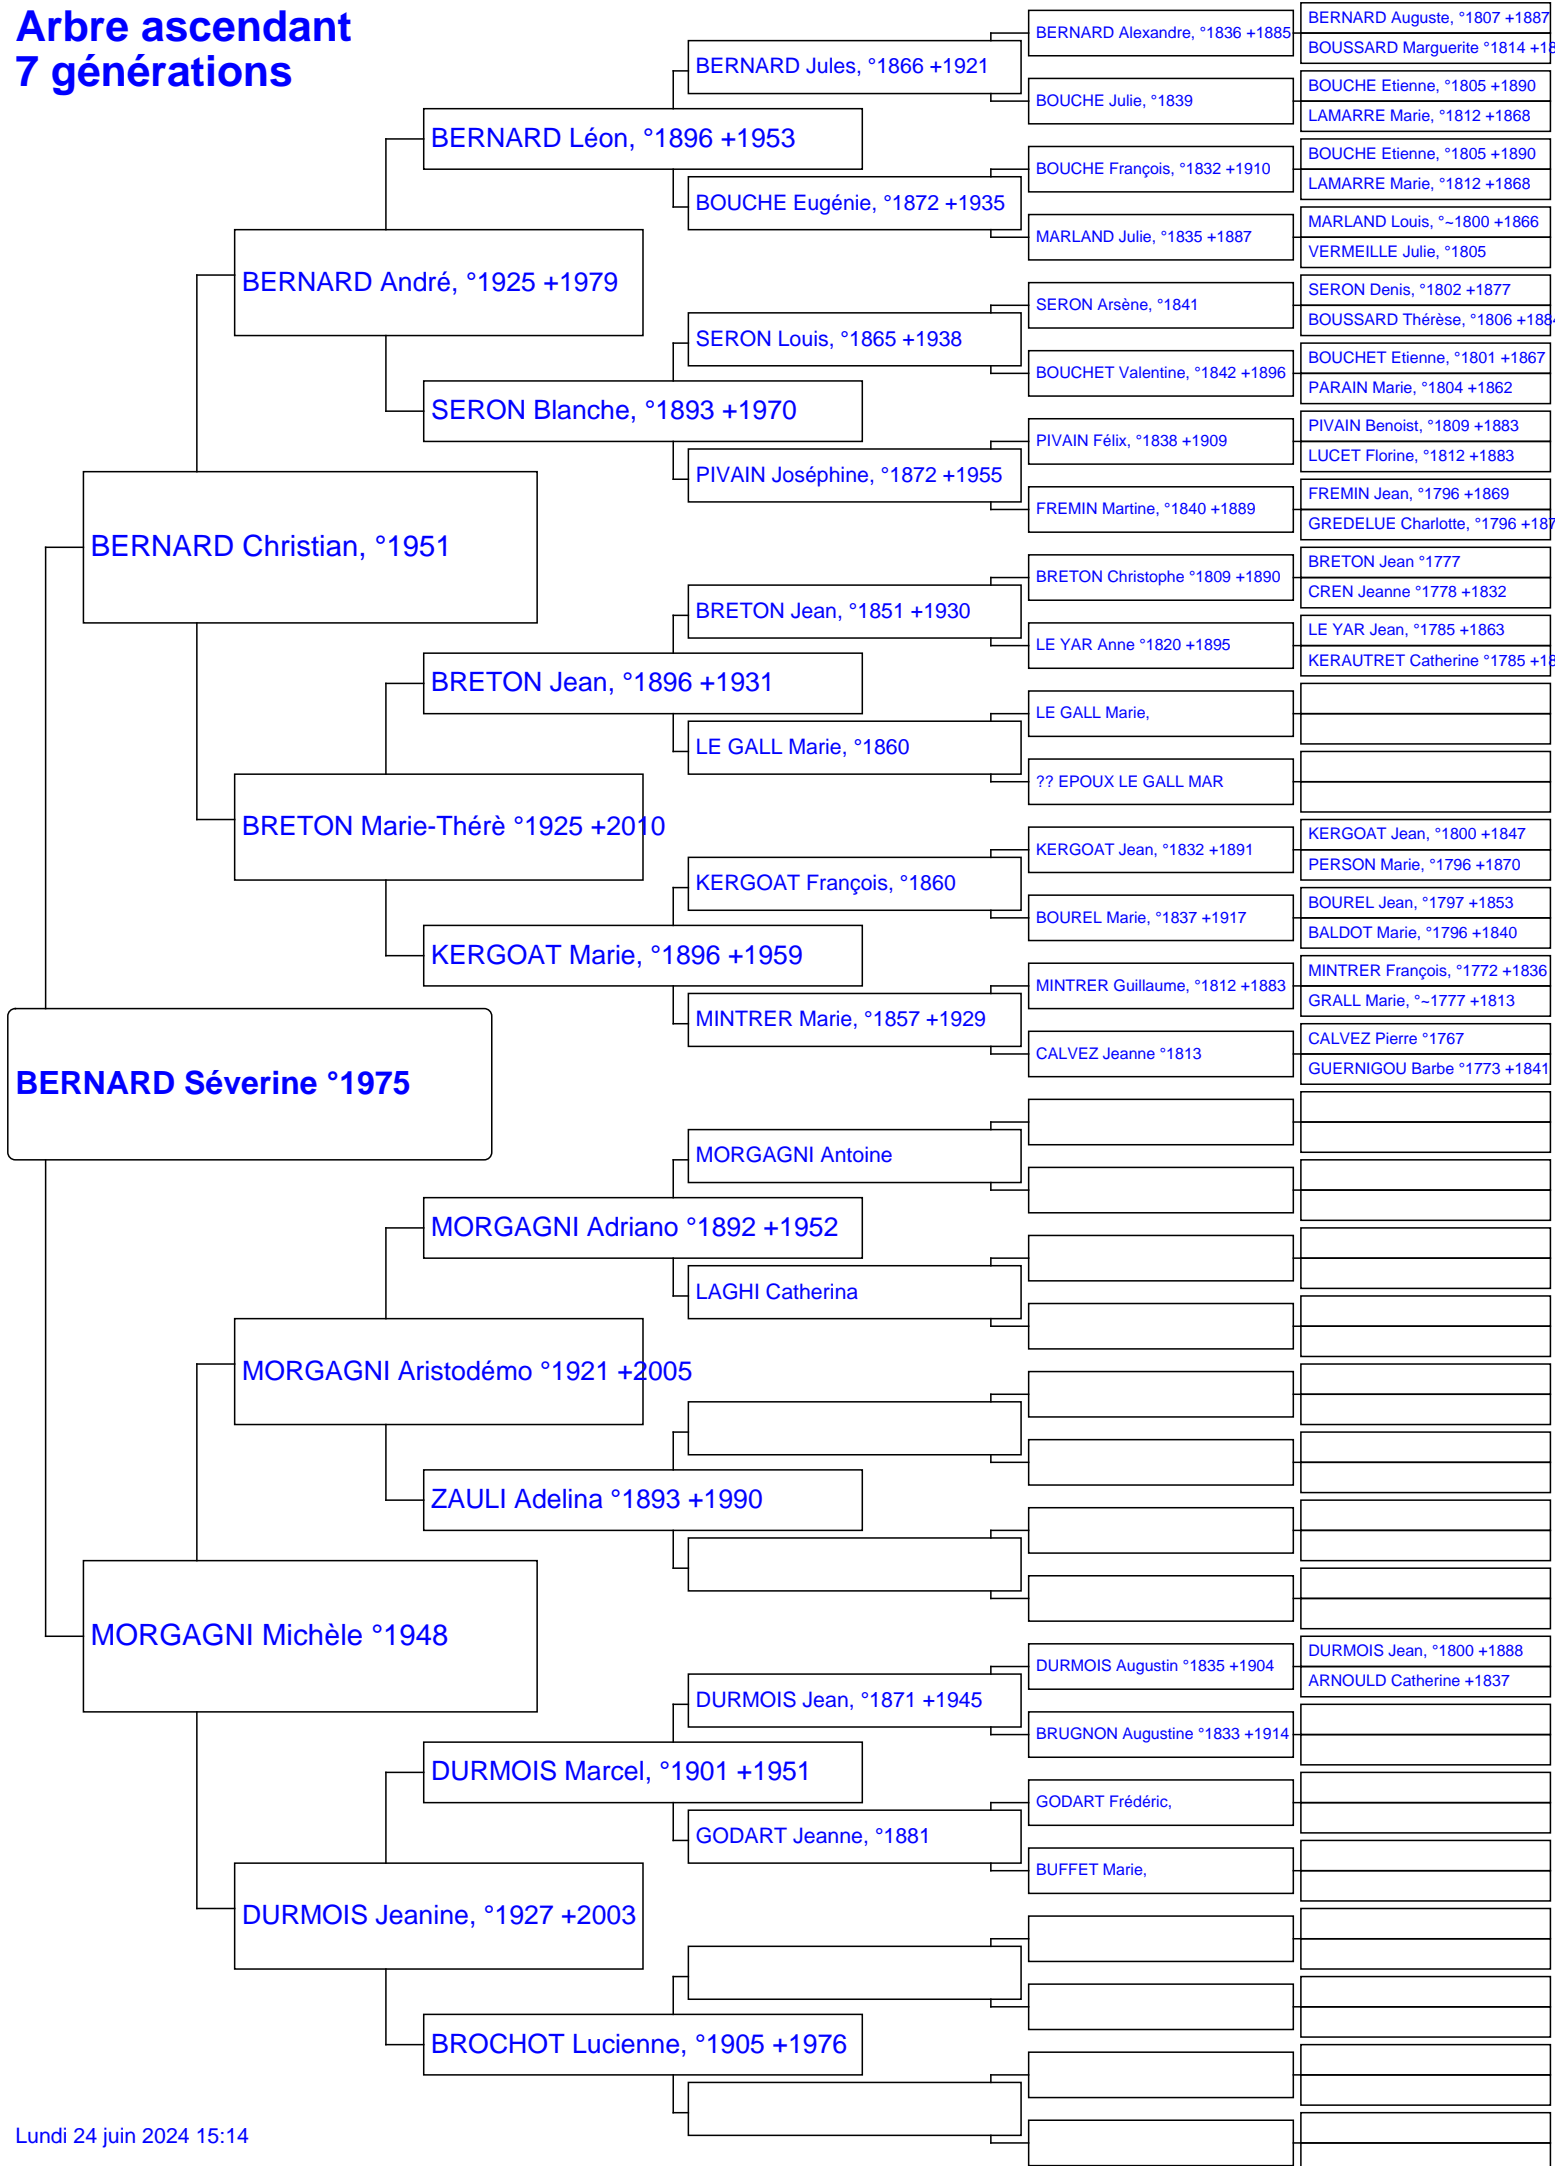 Arbre ascendant
7 générations
BERNARD Séverine °1975
BERNARD Christian, °1951
MORGAGNI Michèle °1948
BERNARD André, °1925 +1979
BRETON Marie-Thérè °1925 +2010
MORGAGNI Aristodémo °1921 +2005
DURMOIS Jeanine, °1927 +2003
BERNARD Léon, °1896 +1953
SERON Blanche, °1893 +1970
BRETON Jean, °1896 +1931
KERGOAT Marie, °1896 +1959
MORGAGNI Adriano °1892 +1952
ZAULI Adelina °1893 +1990
DURMOIS Marcel, °1901 +1951
BROCHOT Lucienne, °1905 +1976
BERNARD Jules, °1866 +1921
BOUCHE Eugénie, °1872 +1935
SERON Louis, °1865 +1938
PIVAIN Joséphine, °1872 +1955
BRETON Jean, °1851 +1930
LE GALL Marie, °1860
KERGOAT François, °1860
MINTRER Marie, °1857 +1929
MORGAGNI Antoine
LAGHI Catherina
DURMOIS Jean, °1871 +1945
GODART Jeanne, °1881
BERNARD Alexandre, °1836 +1885
BOUCHE Julie, °1839
BOUCHE François, °1832 +1910
MARLAND Julie, °1835 +1887
SERON Arsène, °1841
BOUCHET Valentine, °1842 +1896
PIVAIN Félix, °1838 +1909
FREMIN Martine, °1840 +1889
BRETON Christophe °1809 +1890
LE YAR Anne °1820 +1895
LE GALL Marie,
?? EPOUX LE GALL MAR
KERGOAT Jean, °1832 +1891
BOUREL Marie, °1837 +1917
MINTRER Guillaume, °1812 +1883
CALVEZ Jeanne °1813
DURMOIS Augustin °1835 +1904
BRUGNON Augustine °1833 +1914
GODART Frédéric,
BUFFET Marie,
BERNARD Auguste, °1807 +1887
BOUSSARD Marguerite °1814 +18
BOUCHE Etienne, °1805 +1890
LAMARRE Marie, °1812 +1868
BOUCHE Etienne, °1805 +1890
LAMARRE Marie, °1812 +1868
MARLAND Louis, °~1800 +1866
VERMEILLE Julie, °1805
SERON Denis, °1802 +1877
BOUSSARD Thérèse, °1806 +1884
BOUCHET Etienne, °1801 +1867
PARAIN Marie, °1804 +1862
PIVAIN Benoist, °1809 +1883
LUCET Florine, °1812 +1883
FREMIN Jean, °1796 +1869
GREDELUE Charlotte, °1796 +187
BRETON Jean °1777
CREN Jeanne °1778 +1832
LE YAR Jean, °1785 +1863
KERAUTRET Catherine °1785 +18
KERGOAT Jean, °1800 +1847
PERSON Marie, °1796 +1870
BOUREL Jean, °1797 +1853
BALDOT Marie, °1796 +1840
MINTRER François, °1772 +1836
GRALL Marie, °~1777 +1813
CALVEZ Pierre °1767
GUERNIGOU Barbe °1773 +1841
DURMOIS Jean, °1800 +1888
ARNOULD Catherine +1837
Lundi 24 juin 2024 15:14